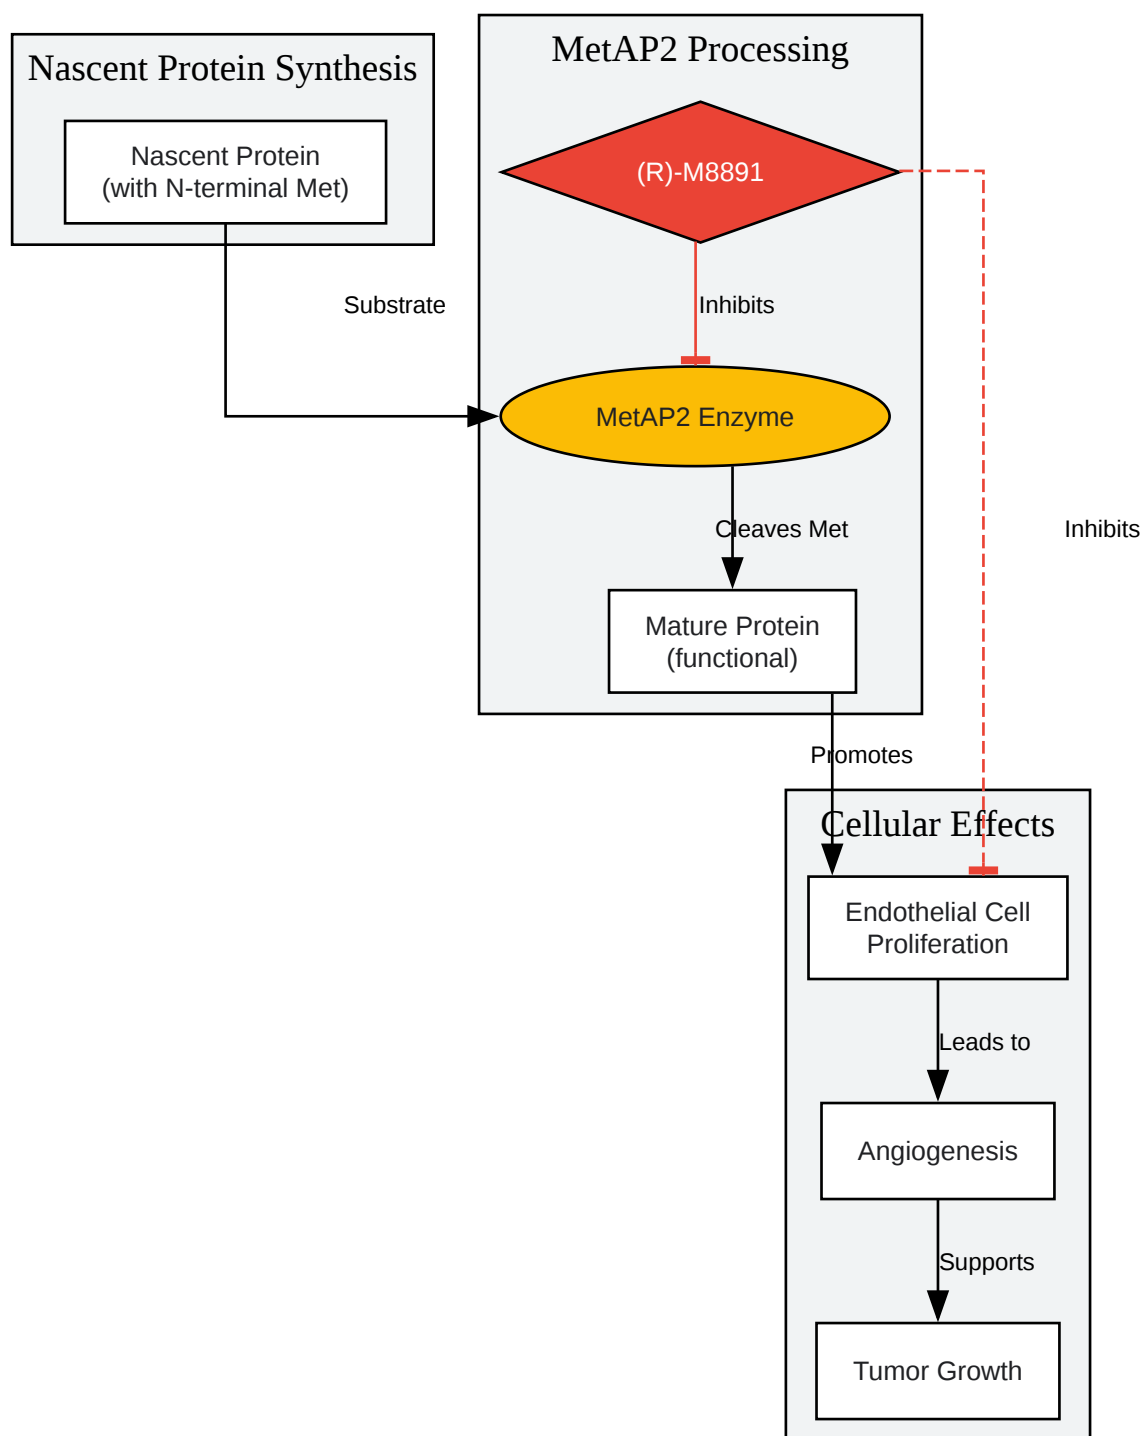 Nascent Protein Synthesis
Nascent Protein
(with N-terminal Met)
Substrate
MetAP2 Processing
(R)-M8891
Inhibits
MetAP2 Enzyme
Cleaves Met
Inhibits
Mature Protein
(functional)
Promotes
Cellular Effects
Endothelial Cell
Proliferation
Leads to
Angiogenesis
Supports
Tumor Growth